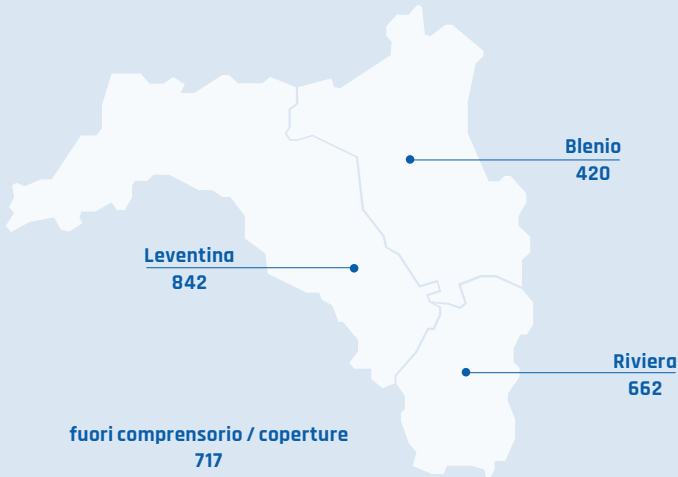 Blenio
420
Leventina
842
Riviera
662
fuori comprensorio / coperture
717